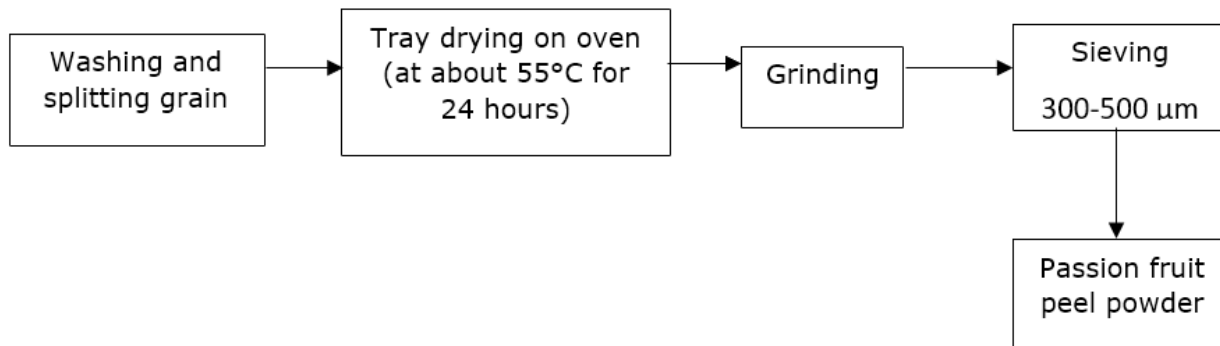 Washing and
splitting grain
Tray drying on oven
(at about 55°C for
24 hours)
Grinding
Sieving
300-500 µm
Passion fruit
peel powder